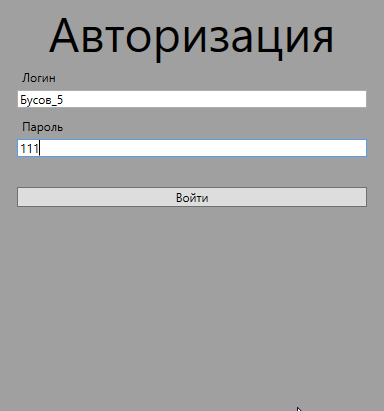 Авторизация
Логин
Бусов_5
Пароль
111
Войти